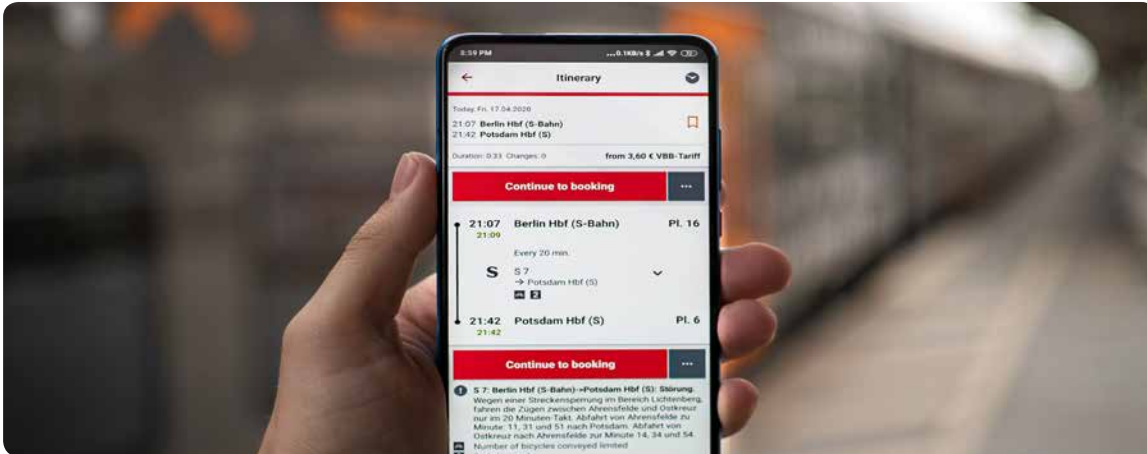 8:59 PM ...0.1KB/s
Itinerary
Today, Fri. 17.04.2020
21:07 Berlin Hbf (S-Bahn)
21:42 Potsdam Hbf (S)
Duration: 0:33 Changes: 0 from 3,60 € VBB-Tariff
Continue to booking ...
21:07 Berlin Hbf (S-Bahn) Pl. 16
21:09
Every 20 min.
S S 7
→ Potsdam Hbf (S)
2
21:42 Potsdam Hbf (S) Pl. 6
21:42
Continue to booking ...
S 7: Berlin Hbf (S-Bahn)->Potsdam Hbf (S): Störung.
Wegen einer Streckensperrung im Bereich Lichtenberg,
fahren die Zügen zwischen Ahrensfelde und Ostkreuz
nur im 20 Minuten-Takt. Abfahrt von Ahrensfelde zu
Minute: 11, 31 und 51 nach Potsdam. Abfahrt von
Ostkreuz nach Ahrensfelde zur Minute 14, 34 und 54.
Number of bicycles conveyed limited